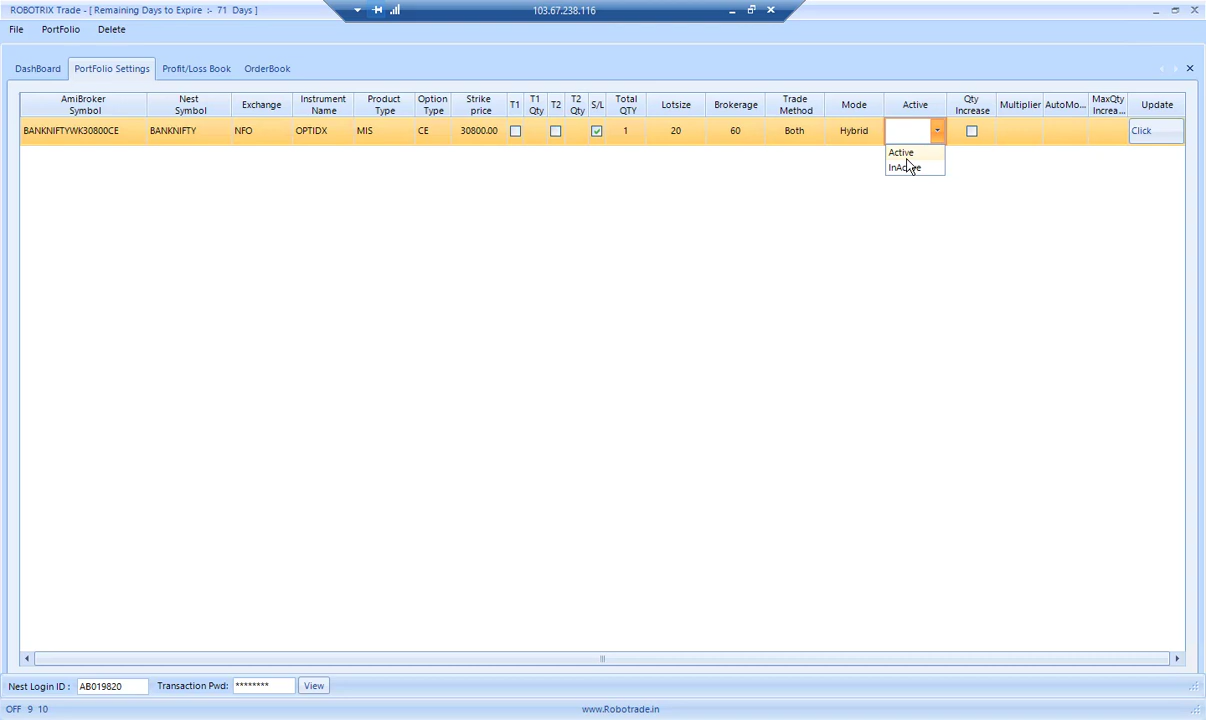 ROBOTRIX Trade - [ Remaining Days to Expire :- 71 Days ]
103.67.238.116
File PortFolio Delete
DashBoard PortFolio Settings Profit/Loss Book OrderBook
AmiBroker Symbol Nest Symbol Exchange Instrument Name Product Type Option Type Strike price T1 T1 Qty T2 T2 Qty S/L Total QTY Lotsize Brokerage Trade Method Mode Active Qty Increase Multiplier AutoMo... MaxQty Increa... Update
BANKNIFTYWK30800CE BANKNIFTY NFO OPTIDX MIS CE 30800.00 1 20 60 Both Hybrid Click
Active
InActive
Nest Login ID : AB019820 Transaction Pwd: ******** View
OFF 9 10 www.Robotrade.in